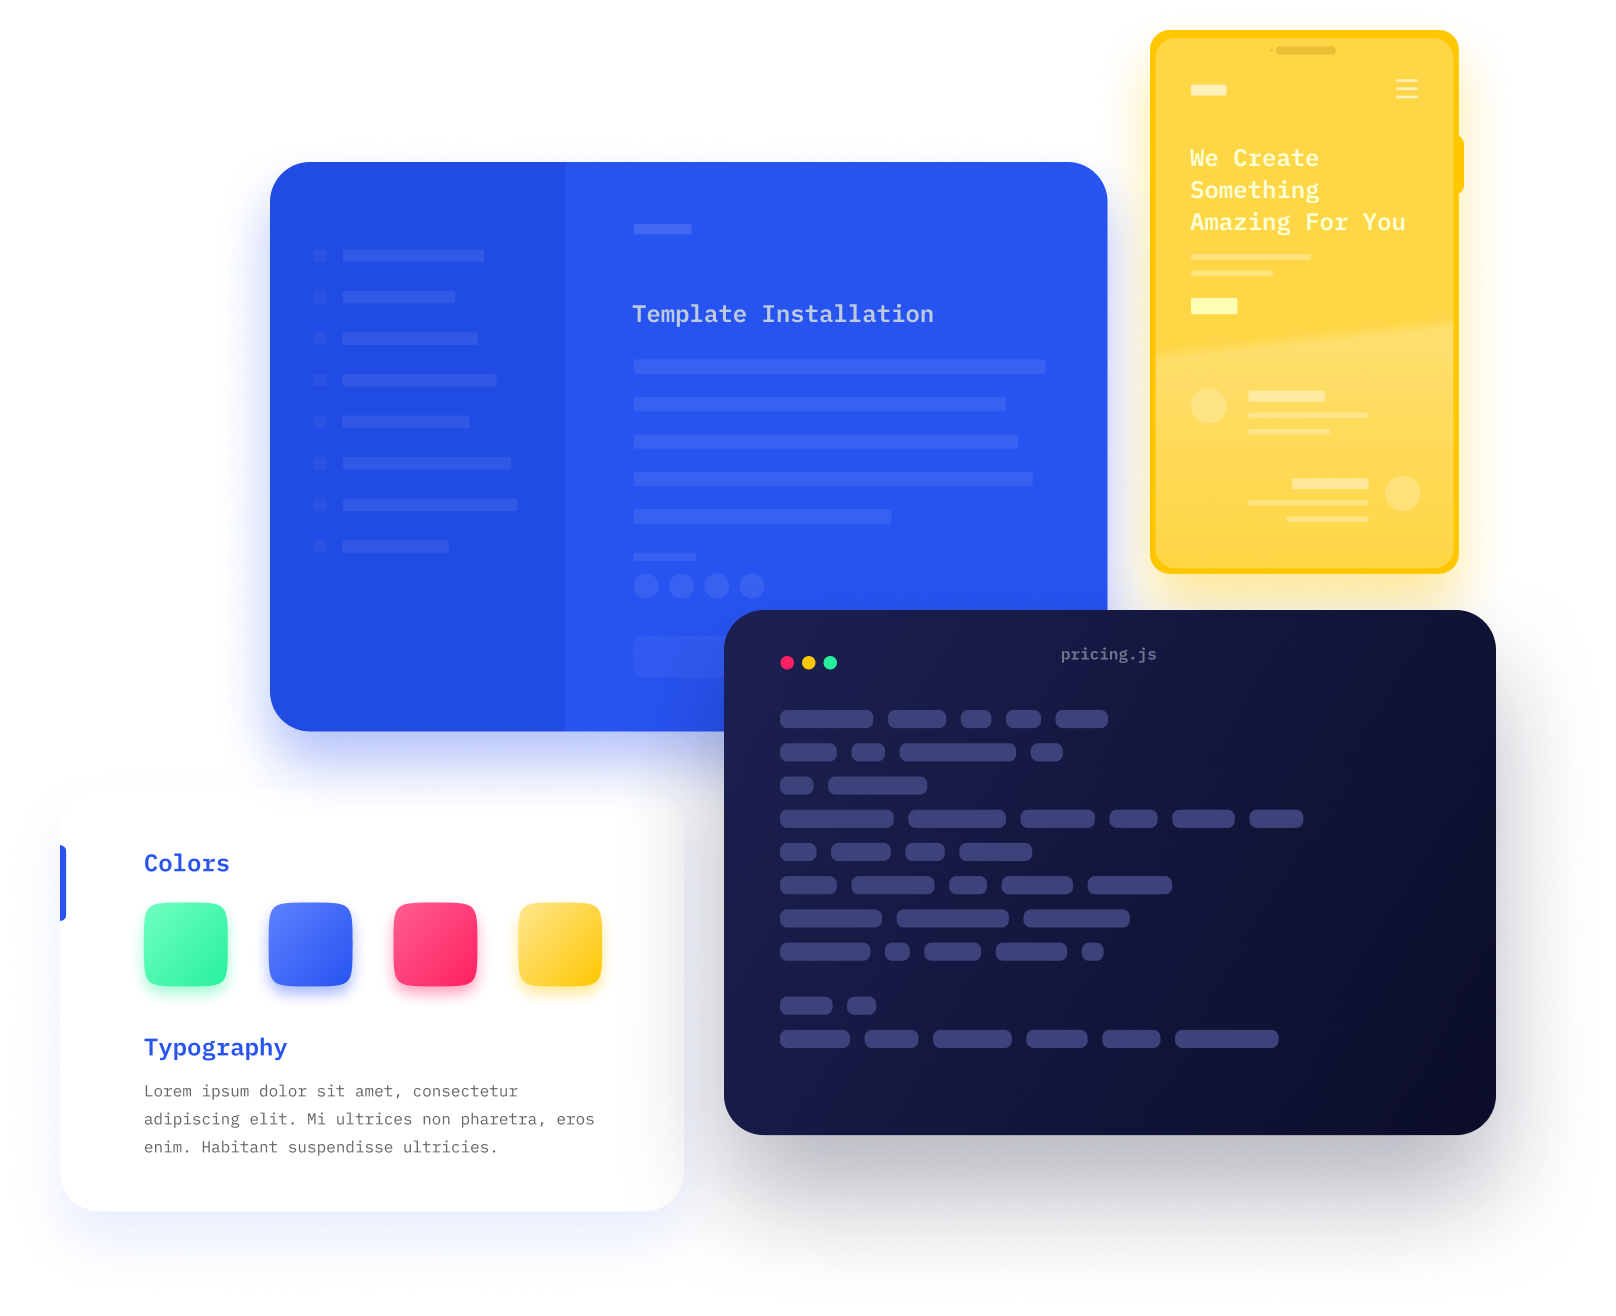 We Create
Something
Amazing For You
Template Installation
pricing.js
Colors
Typography
Lorem ipsum dolor sit amet, consectetur
adipiscing elit. Mi ultrices non pharetra, eros
enim. Habitant suspendisse ultricies.